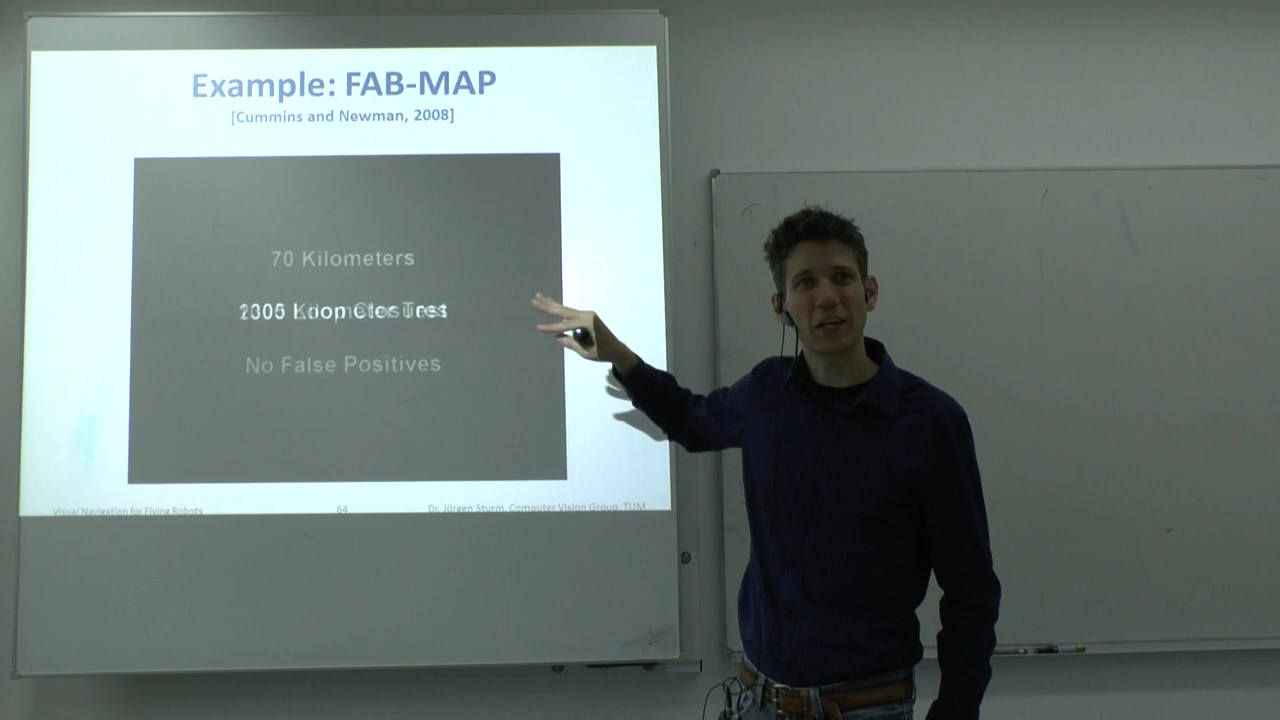 Example: FAB-MAP
[Cummins and Newman, 2008]
70 Kilometers
No False Positives
Visual Navigation for Flying Robots
64
Dr. Jürgen Sturm, Computer Vision Group, TUM